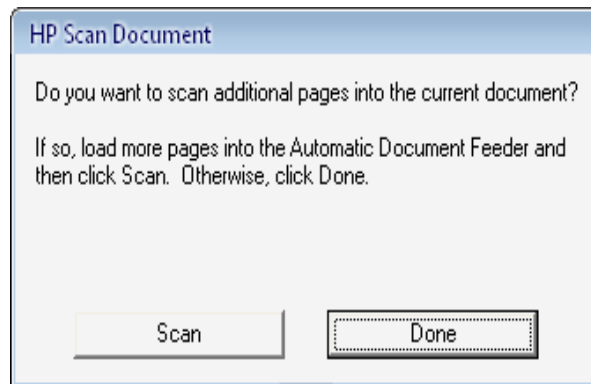 HP Scan Document
Do you want to scan additional pages into the current document?
If so, load more pages into the Automatic Document Feeder and
then click Scan.  Otherwise, click Done.
Scan
Done